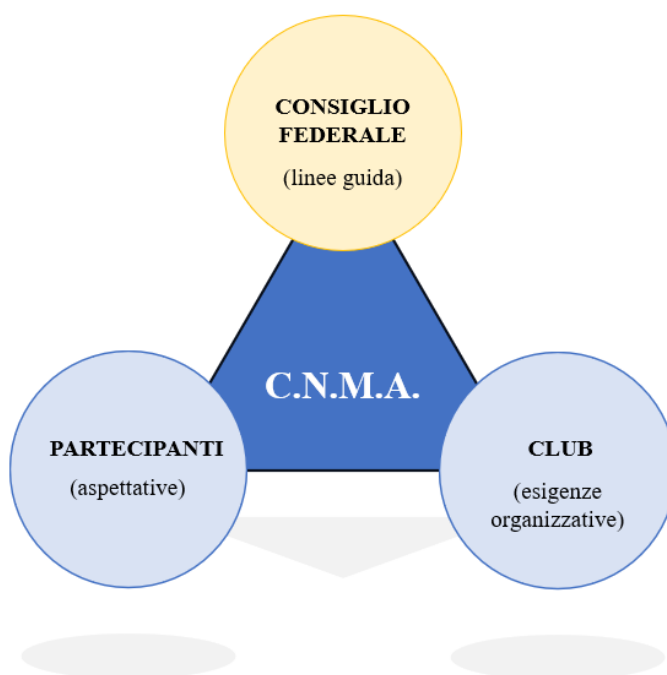 CONSIGLIO
FEDERALE
(linee guida)
C.N.M.A.
PARTECIPANTI
(aspettative)
CLUB
(esigenze
organizzative)